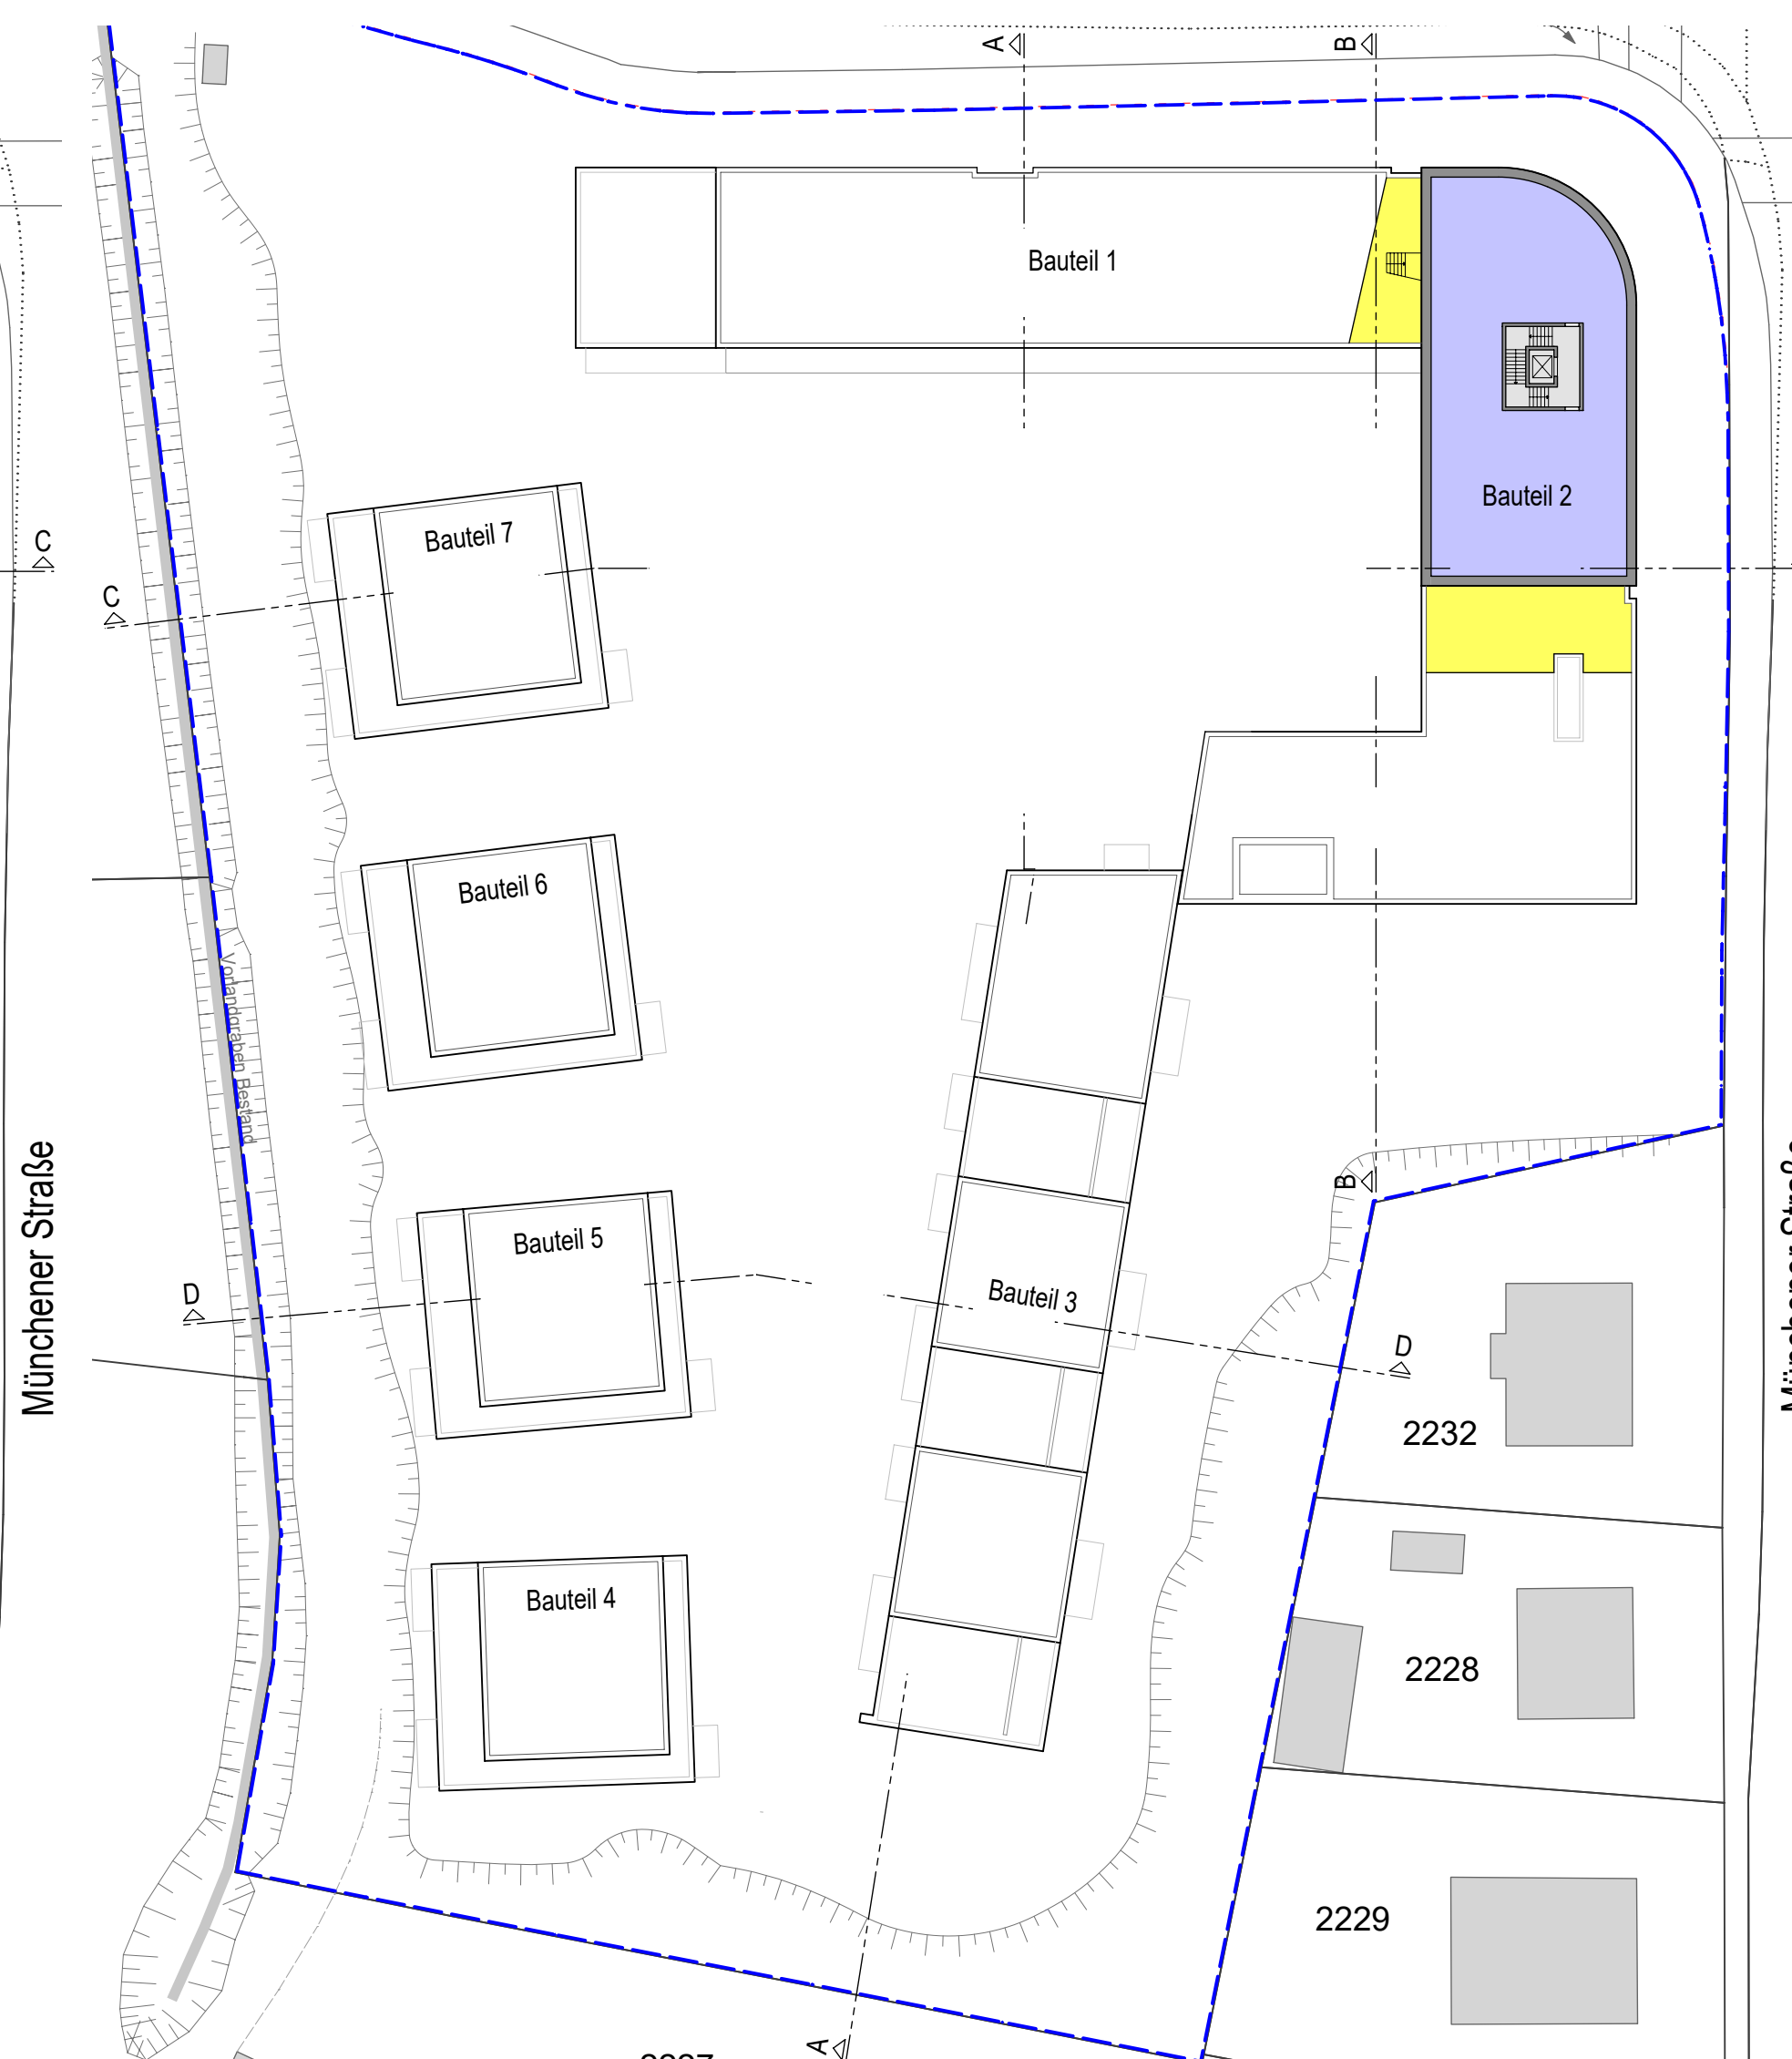 A
B
Bauteil 1
Bauteil 2
Bauteil 7
C
C
Bauteil 6
Vorlandgraben Bestand
Münchener Straße
B
Bauteil 5
D
Bauteil 3
D
2232
Bauteil 4
2228
2229
A